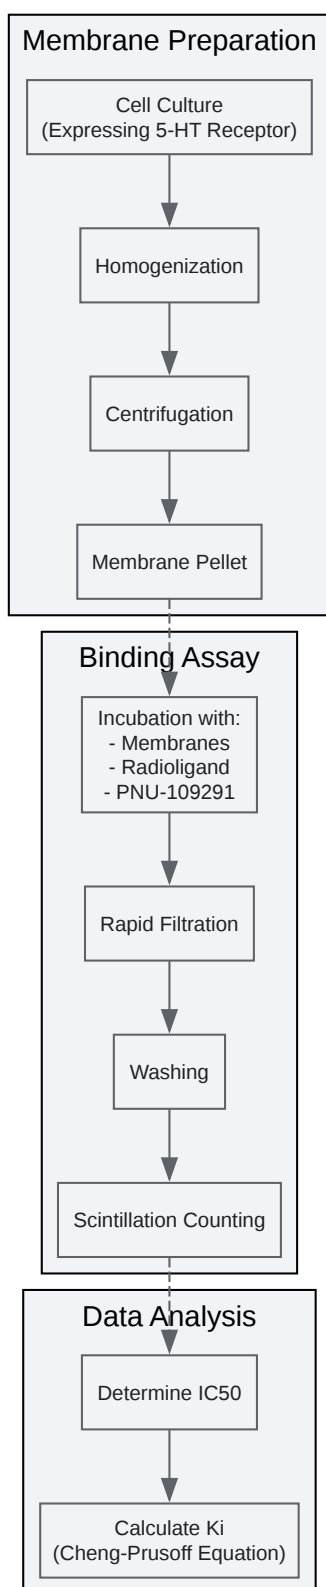 Membrane Preparation
Cell Culture
(Expressing 5-HT Receptor)
Homogenization
Centrifugation
Membrane Pellet
Binding Assay
Incubation with:
- Membranes
- Radioligand
- PNU-109291
Rapid Filtration
Washing
Scintillation Counting
Data Analysis
Determine IC50
Calculate Ki
(Cheng-Prusoff Equation)